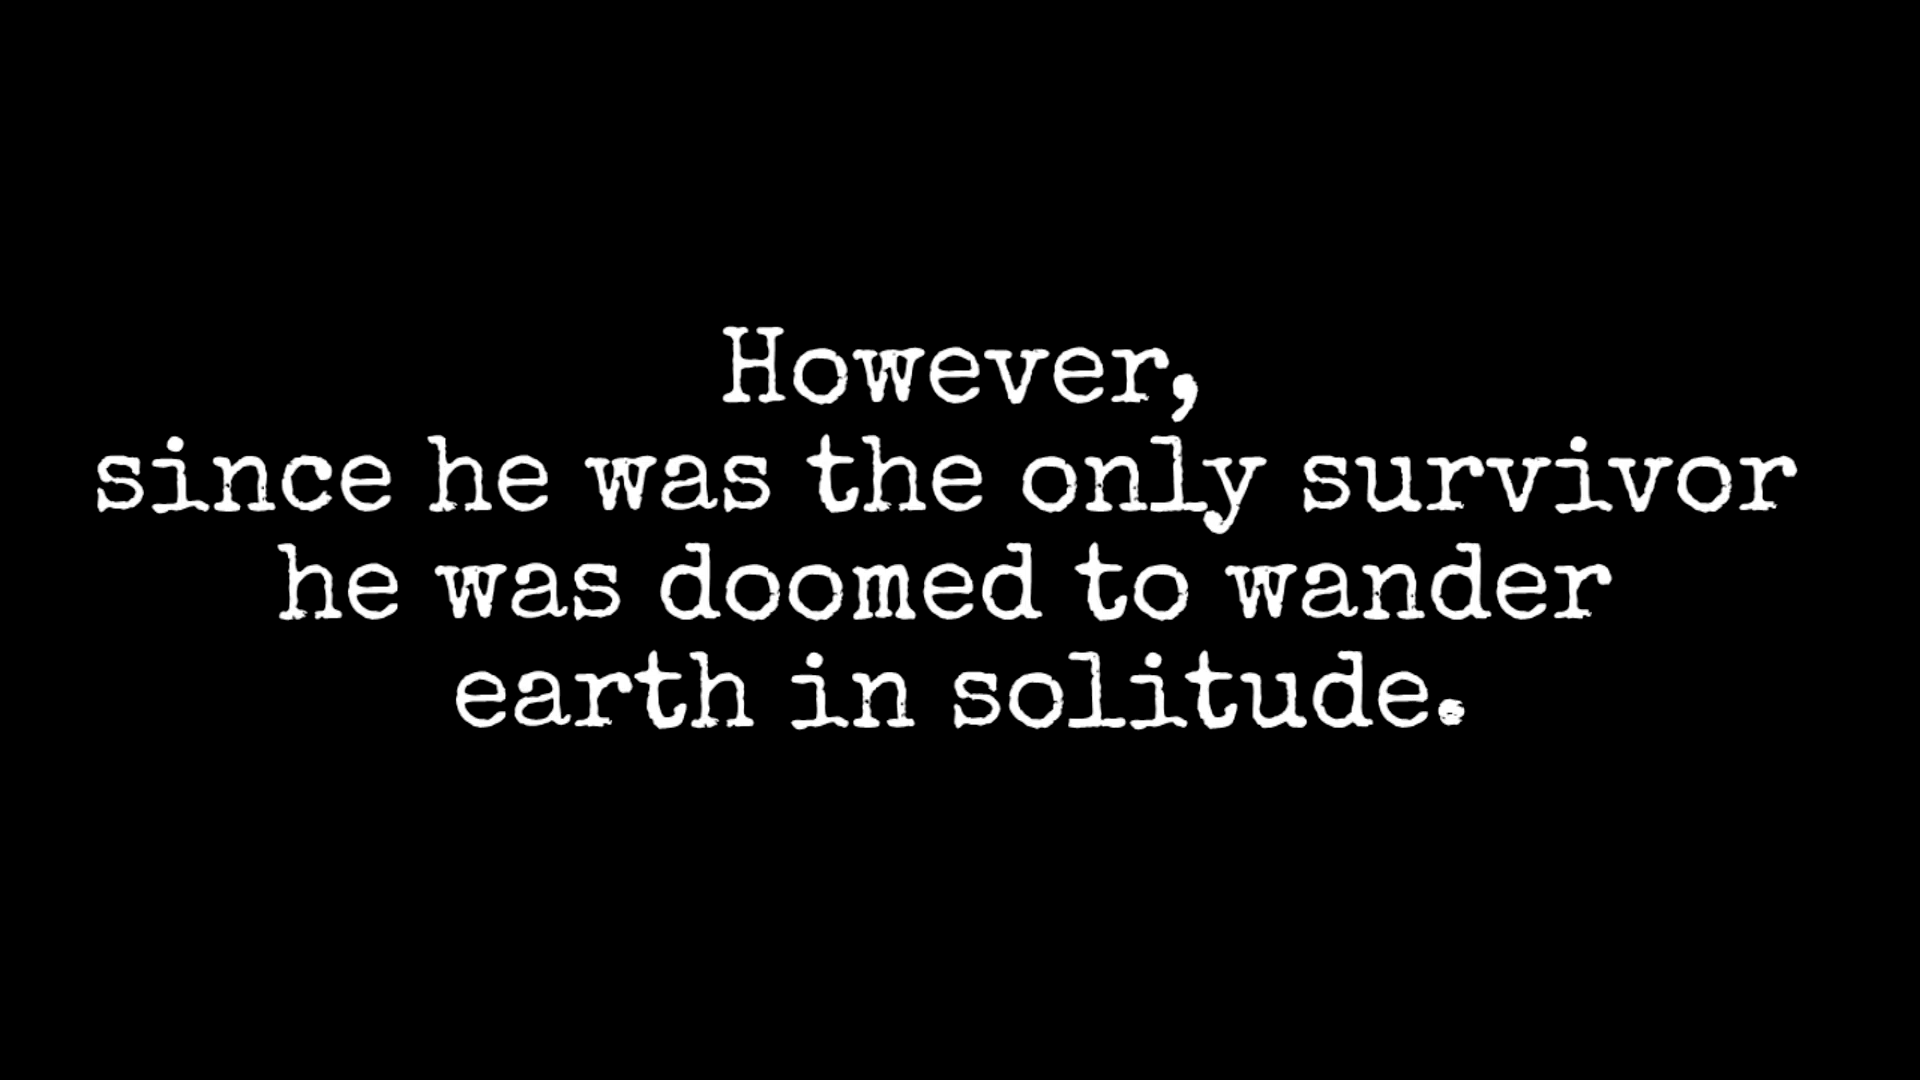 However,
since he was the only survivor
he was doomed to wander
earth in solitude.